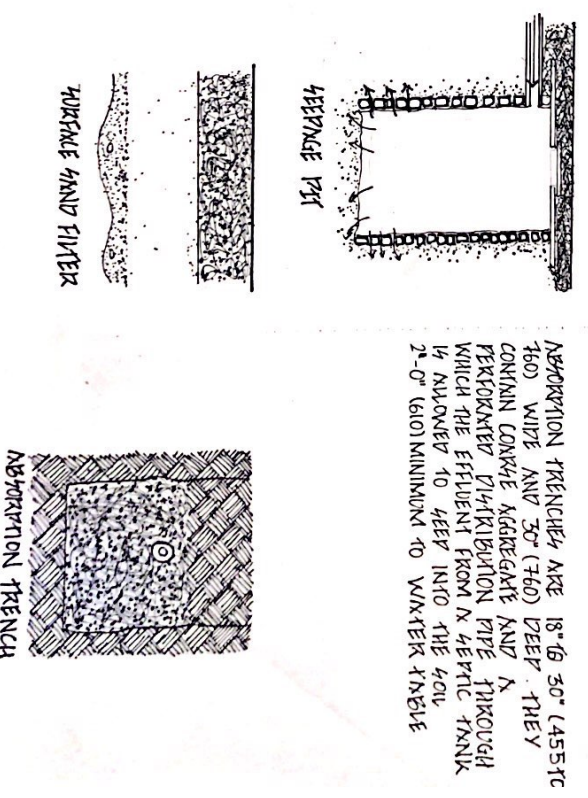 SEEPAGE PIT
SURFACE SAND FILTER
ABSORPTION TRENCHES ARE 18" TO 30" (455 TO
760) WIDE AND 30" (760) DEEP. THEY
CONTAIN COARSE AGGREGATE AND A
PERFORATED DISTRIBUTION PIPE THROUGH
WHICH THE EFFLUENT FROM A SEPTIC TANK
IS ALLOWED TO SEEP INTO THE SOIL
2'-0" (610) MINIMUM TO WATER TABLE
ABSORPTION TRENCH